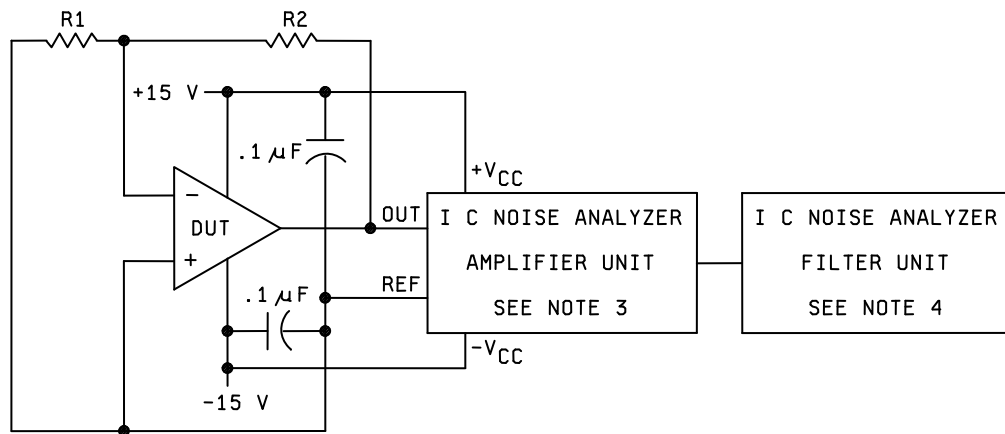 R1
R2
+15 V
.1 μF
+VCC
−
DUT
+
OUT
REF
.1 μF
-VCC
-15 V
I C NOISE ANALYZER
AMPLIFIER UNIT
SEE NOTE 3
I C NOISE ANALYZER
FILTER UNIT
SEE NOTE 4